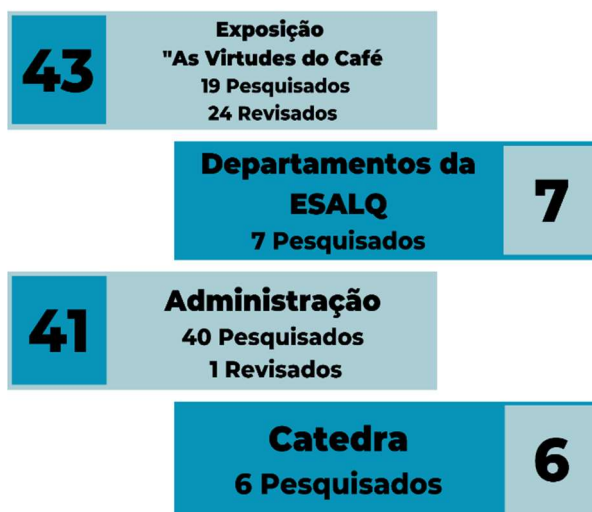 43
Exposição
"As Virtudes do Café
19 Pesquisados
24 Revisados
Departamentos da
ESALQ
7 Pesquisados
7
41
Administração
40 Pesquisados
1 Revisados
Catedra
6 Pesquisados
6